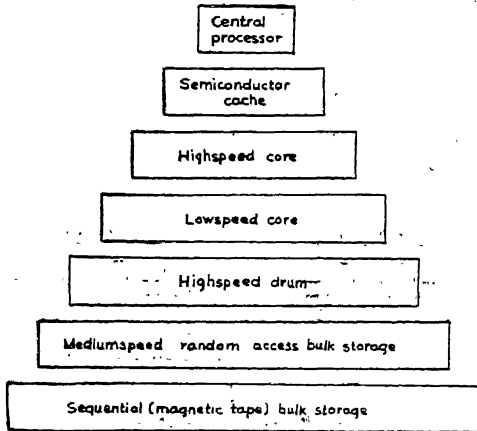 Central
processor
Semiconductor
cache
Highspeed core
Lowspeed core
Highspeed drum
Mediumspeed random access bulk storage
Sequential (magnetic tape) bulk storage